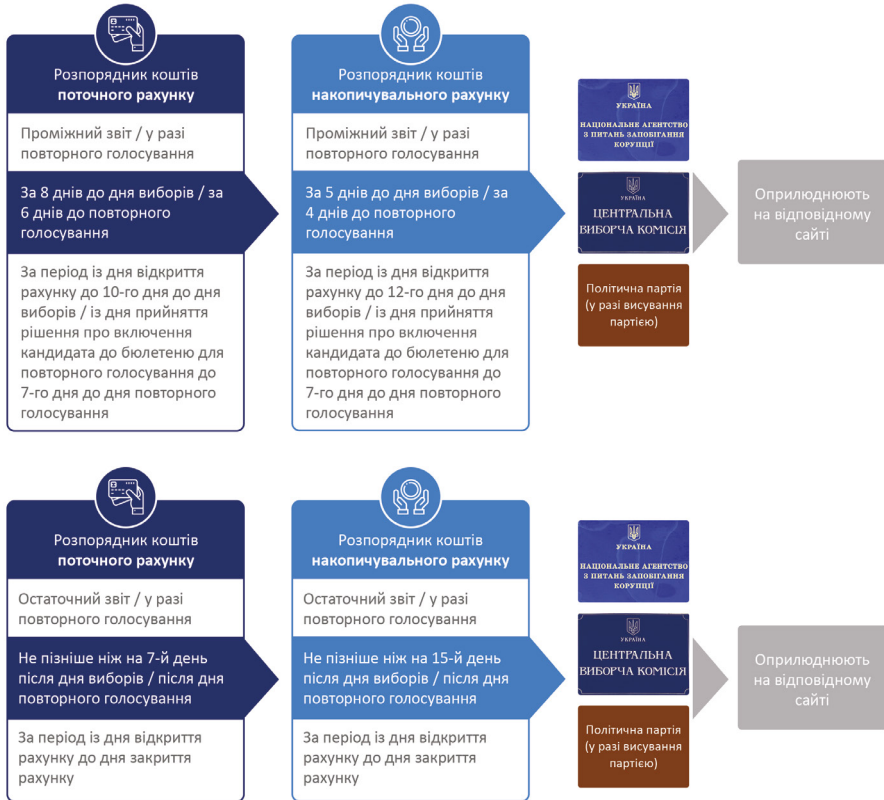 Розпорядник коштів
поточного рахунку
Проміжний звіт / у разі
повторного голосування
За 8 днів до дня виборів / за
6 днів до повторного
голосування
За період із дня відкриття
рахунку до 10-го дня до дня
виборів / із дня прийняття
рішення про включення
кандидата до бюлетеню для
повторного голосування до
7-го дня до дня повторного
голосування
Розпорядник коштів
накопичувального рахунку
Проміжний звіт / у разі
повторного голосування
За 5 днів до дня виборів / за
4 днів до повторного
голосування
За період із дня відкриття
рахунку до 12-го дня до дня
виборів / із дня прийняття
рішення про включення
кандидата до бюлетеню для
повторного голосування до
7-го дня до дня повторного
голосування
УКРАЇНА
НАЦІОНАЛЬНЕ АГЕНТСТВО
З ПИТАНЬ ЗАПОБІГАННЯ
КОРУПЦІЇ
УКРАЇНА
ЦЕНТРАЛЬНА
ВИБОРЧА КОМІСІЯ
Політична партія
(у разі висування
партією)
Оприлюднюють
на відповідному
сайті
Розпорядник коштів
поточного рахунку
Остаточний звіт / у разі
повторного голосування
Не пізніше ніж на 7-й день
після дня виборів / після дня
повторного голосування
За період із дня відкриття
рахунку до дня закриття
рахунку
Розпорядник коштів
накопичувального рахунку
Остаточний звіт / у разі
повторного голосування
Не пізніше ніж на 15-й день
після дня виборів / після дня
повторного голосування
За період із дня відкриття
рахунку до дня закриття
рахунку
УКРАЇНА
НАЦІОНАЛЬНЕ АГЕНТСТВО
З ПИТАНЬ ЗАПОБІГАННЯ
КОРУПЦІЇ
УКРАЇНА
ЦЕНТРАЛЬНА
ВИБОРЧА КОМІСІЯ
Політична партія
(у разі висування
партією)
Оприлюднюють
на відповідному
сайті